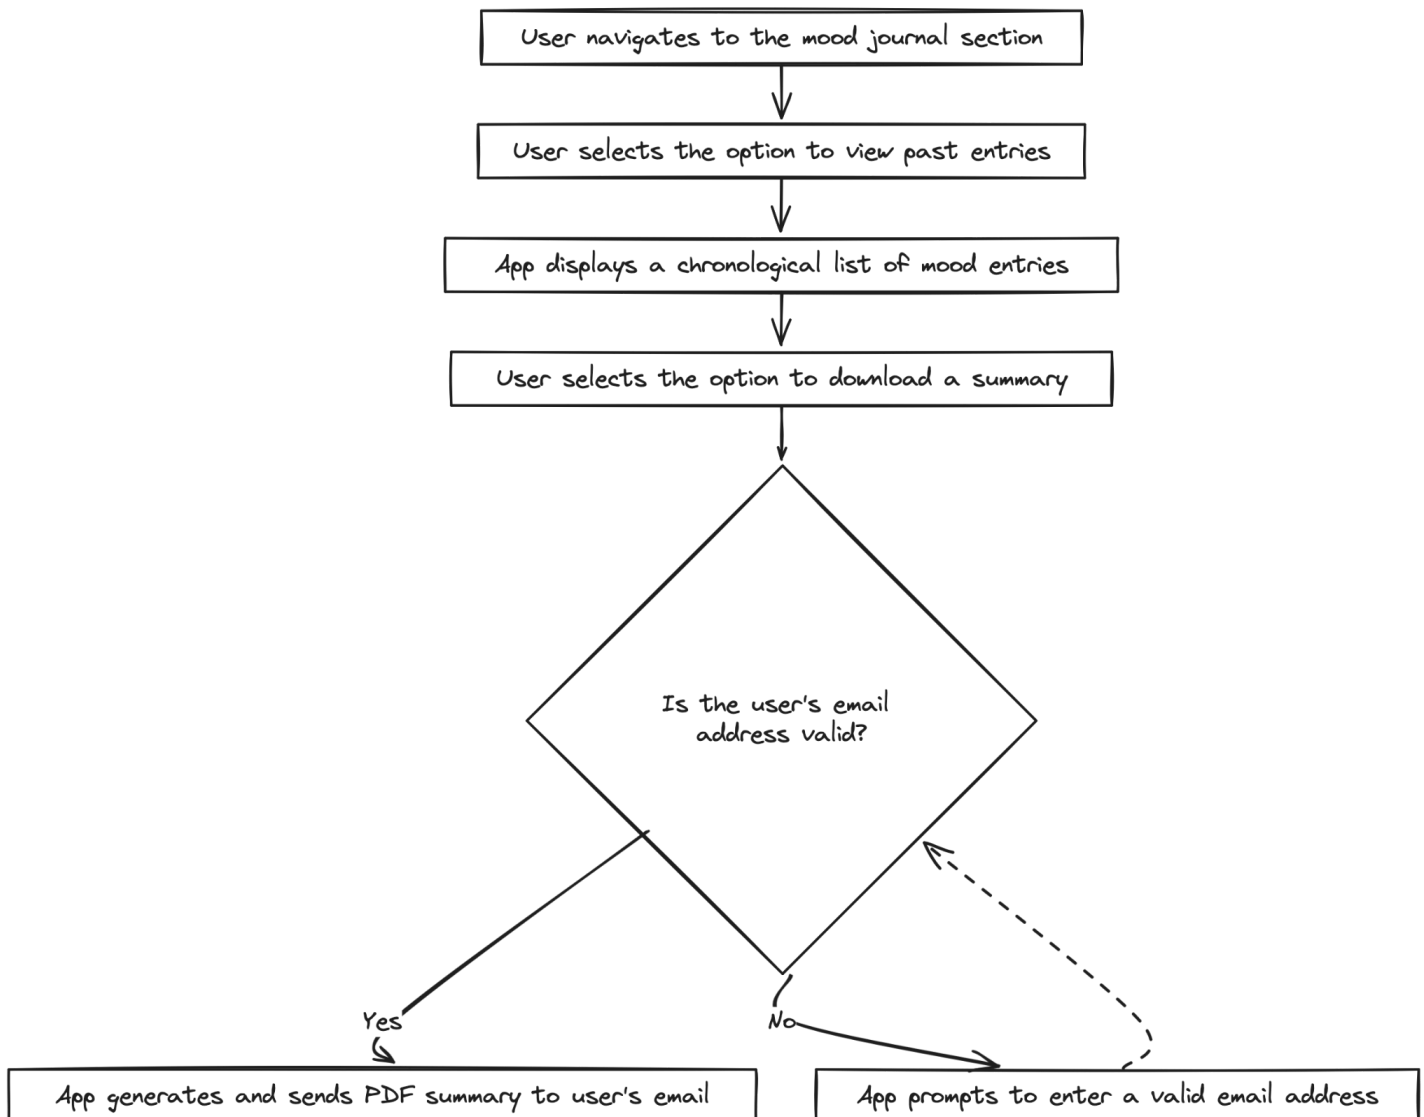 User navigates to the mood journal section
User selects the option to view past entries
App displays a chronological list of mood entries
User selects the option to download a summary
Is the user's email
address valid?
Yes
No
App generates and sends PDF summary to user's email
App prompts to enter a valid email address